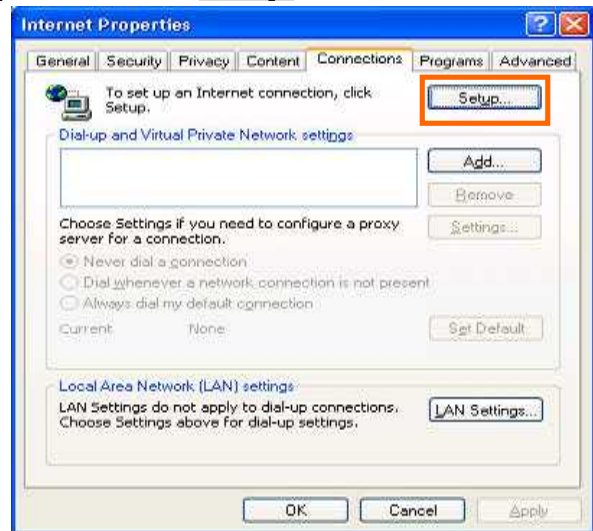 Internet Properties
General Security Privacy Content Connections Programs Advanced
To set up an Internet connection, click
Setup.
Setup...
Dial-up and Virtual Private Network settings
Add...
Remove
Choose Settings if you need to configure a proxy
server for a connection.
Settings...
Never dial a connection
Dial whenever a network connection is not present
Always dial my default connection
Current None
Set Default
Local Area Network (LAN) settings
LAN Settings do not apply to dial-up connections.
Choose Settings above for dial-up settings.
LAN Settings...
OK Cancel Apply